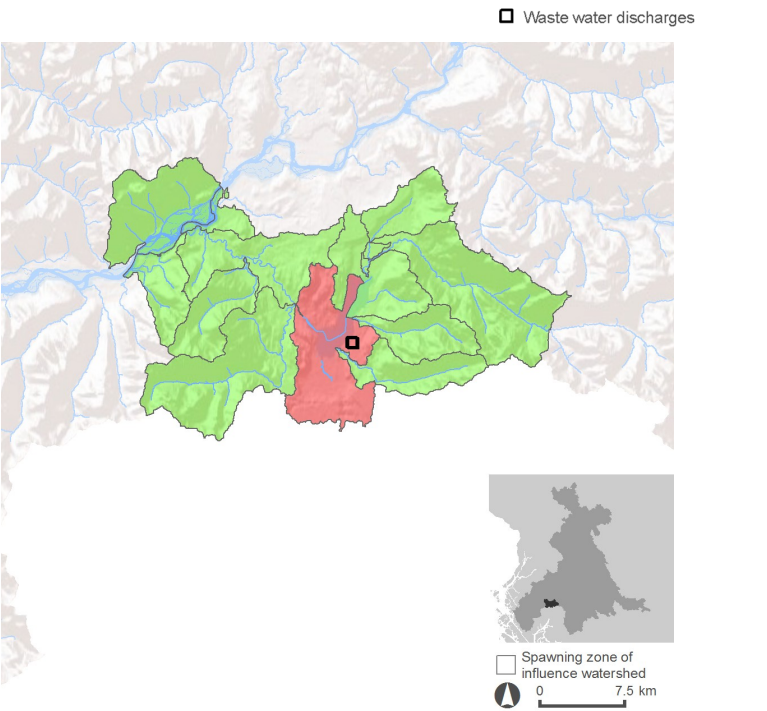 Waste water discharges
Spawning zone of
influence watershed
0 7.5 km